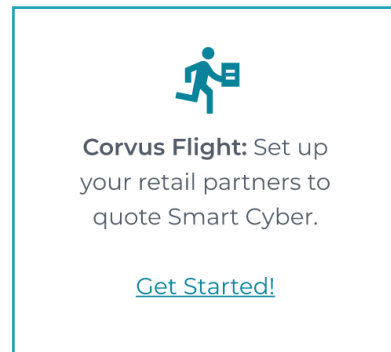 Corvus Flight: Set up
your retail partners to
quote Smart Cyber.
Get Started!